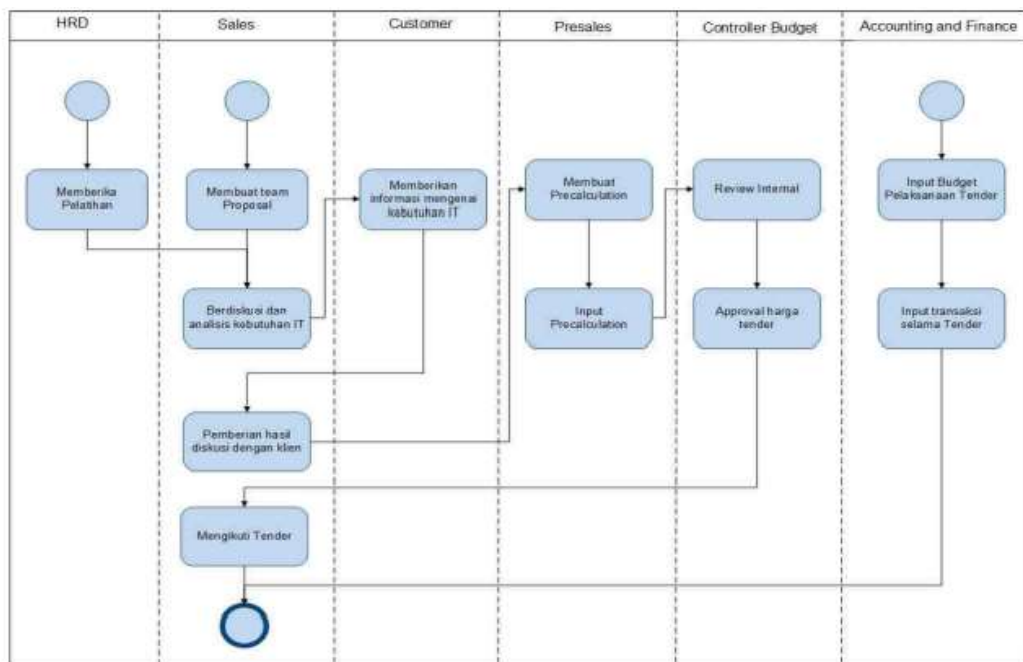 HRD
Sales
Customer
Presales
Controller Budget
Accounting and Finance
Memberika
Pelatihan
Membuat team
Proposal
Memberikan
informasi mengenai
kebutuhan IT
Membuat
Precalculation
Review Internal
Input Budget
Pelaksanaan Tender
Berdiskusi dan
analisis kebutuhan IT
Input
Precalculation
Approval harga
tender
Input transaksi
selama Tender
Pemberian hasil
diskusi dengan klien
Mengikuti Tender